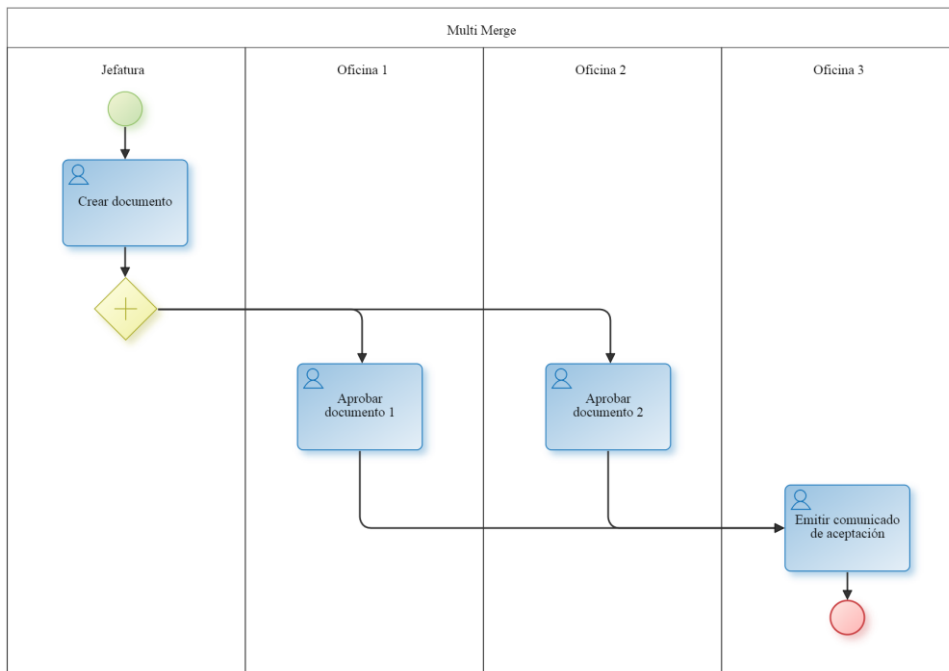 Multi Merge
Jefatura
Oficina 1
Oficina 2
Oficina 3
Crear documento
Aprobar
documento 1
Aprobar
documento 2
Emitir comunicado
de aceptación